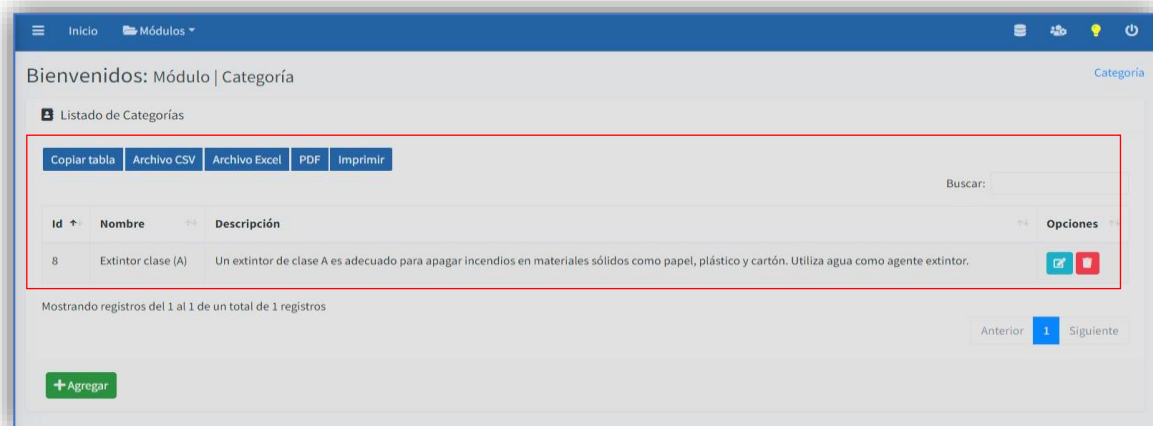 Inicio Módulos
Bienvenidos: Módulo | Categoría
Categoría
Listado de Categorías
Copiar tabla Archivo CSV Archivo Excel PDF Imprimir
Buscar:
Id Nombre Descripción Opciones
8 Extintor clase (A) Un extintor de clase A es adecuado para apagar incendios en materiales sólidos como papel, plástico y cartón. Utiliza agua como agente extintor.
Mostrando registros del 1 al 1 de un total de 1 registros
Anterior 1 Siguiente
Agregar